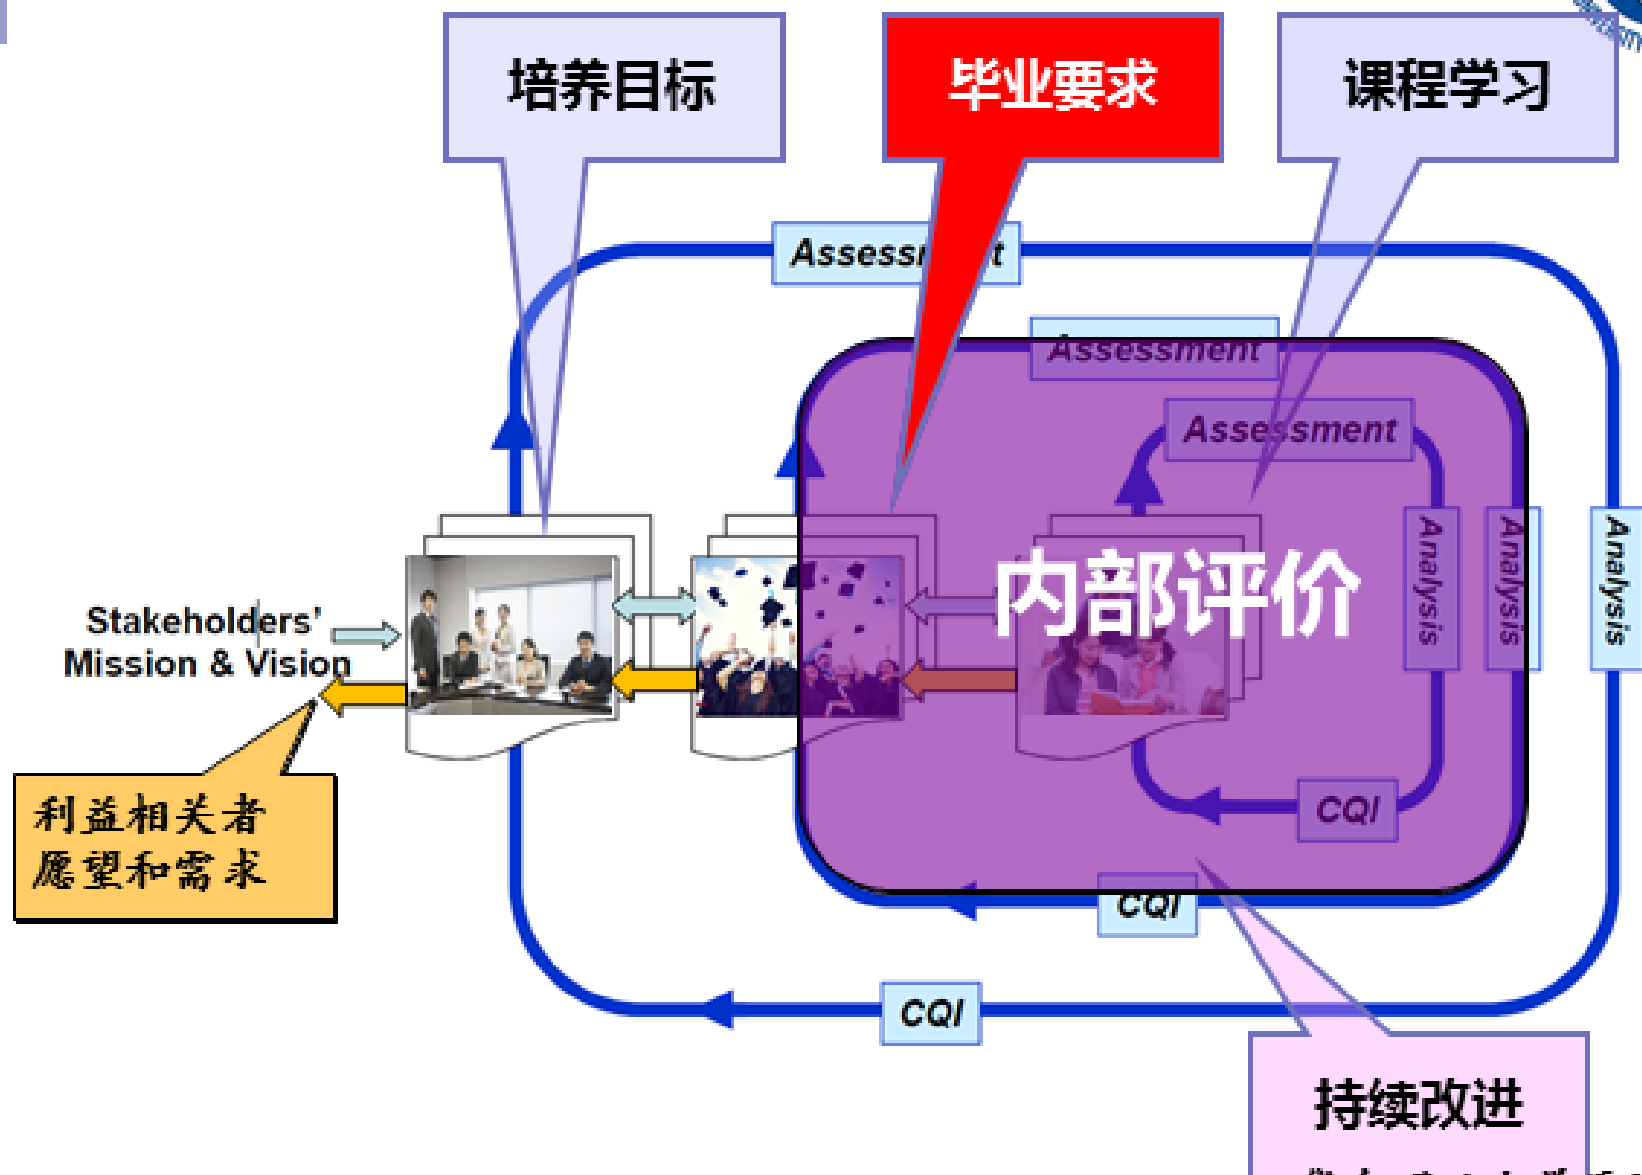 培养目标
毕业要求
课程学习
Assessment
Assessment
Analysis
Analysis
Analysis
内部评价
Stakeholders'
Mission & Vision
利益相关者
愿望和需求
CQI
CQI
CQI
持续改进